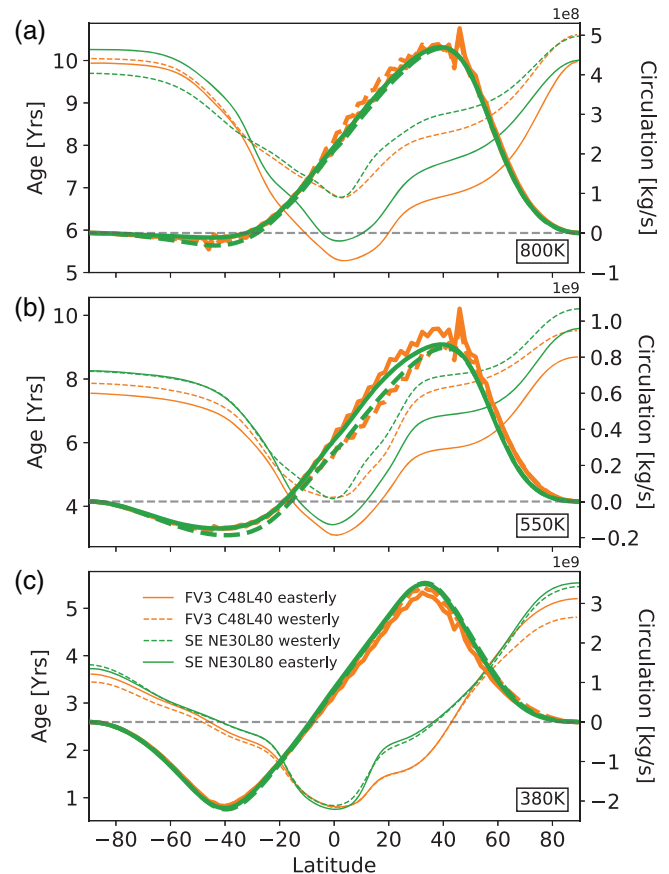 (a)
1e8
10
9
8
7
6
5
Age [Yrs]
5
4
3
2
1
0
−1
Circulation [kg/s]
800K
(b)
1e9
10
8
6
4
Age [Yrs]
1.0
0.8
0.6
0.4
0.2
0.0
−0.2
Circulation [kg/s]
550K
(c)
1e9
5
4
3
2
1
Age [Yrs]
FV3 C48L40 easterly
FV3 C48L40 westerly
SE NE30L80 westerly
SE NE30L80 easterly
3
2
1
0
−1
−2
Circulation [kg/s]
380K
−80 −60 −40 −20 0 20 40 60 80
Latitude